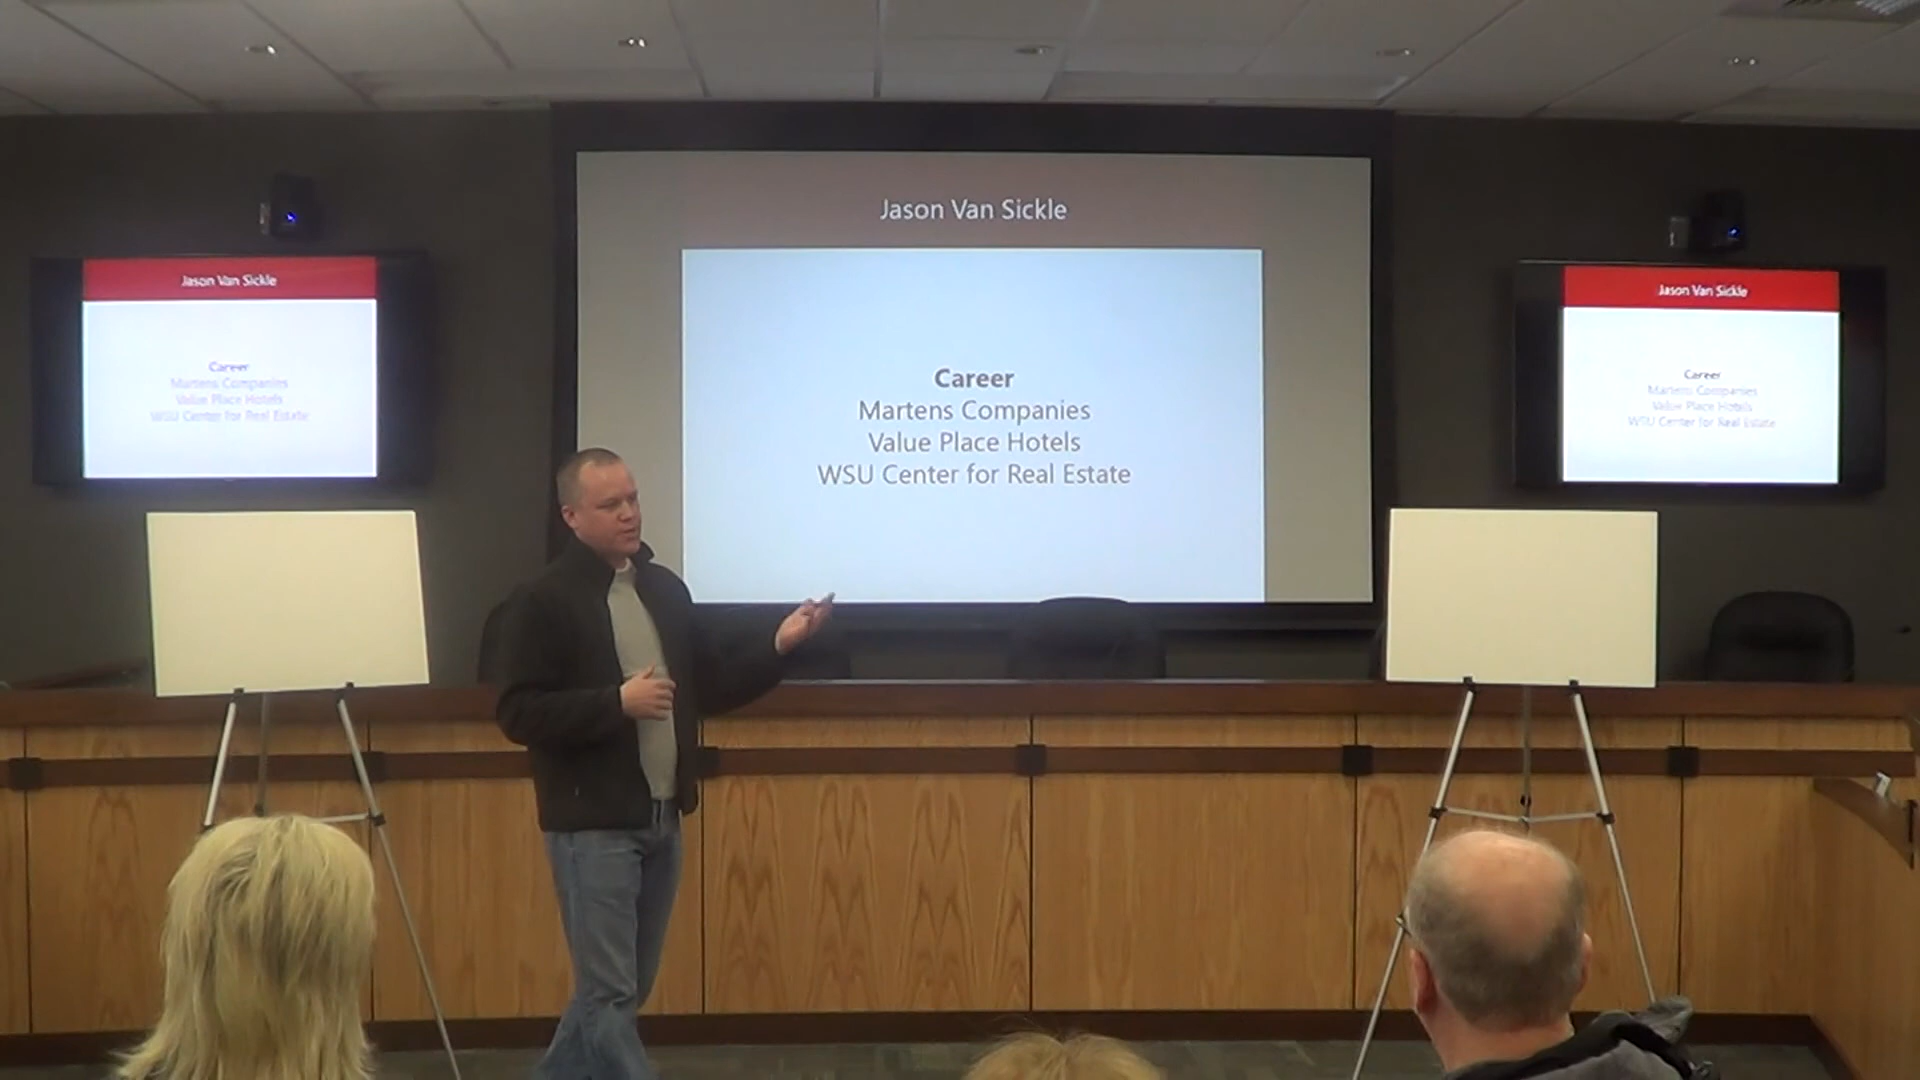 Jason Van Sickle
Career
Martens Companies
Value Place Hotels
WSU Center for Real Estate
Jason Van Sickle
Career
Martens Companies
Value Place Hotels
WSU Center for Real Estate
Jason Van Sickle
Career
Martens Companies
Value Place Hotels
WSU Center for Real Estate